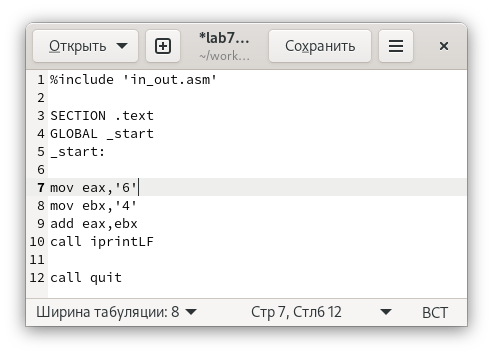 Открыть
*lab7...
~/work...
Сохранить
1 %include 'in_out.asm'
2
3 SECTION .text
4 GLOBAL _start
5 _start:
6
7 mov eax,'6'
8 mov ebx,'4'
9 add eax,ebx
10 call iprintLF
11
12 call quit
Ширина табуляции: 8 Стр 7, Стлб 12 ВСТ